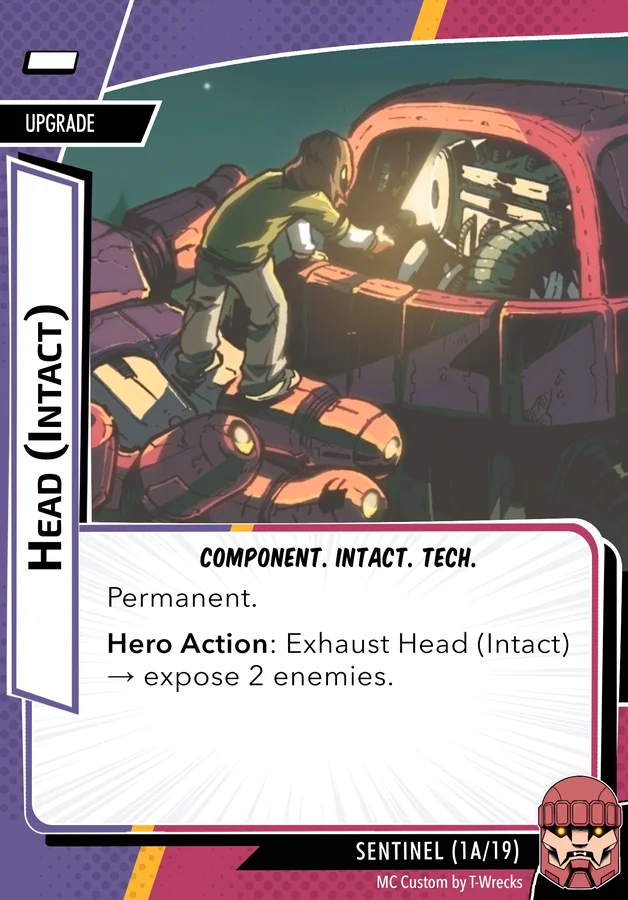 UPGRADE
HEAD (INTACT)
COMPONENT. INTACT. TECH.
Permanent.
Hero Action: Exhaust Head (Intact)
→ expose 2 enemies.
SENTINEL (1A/19)
MC Custom by T-Wrecks